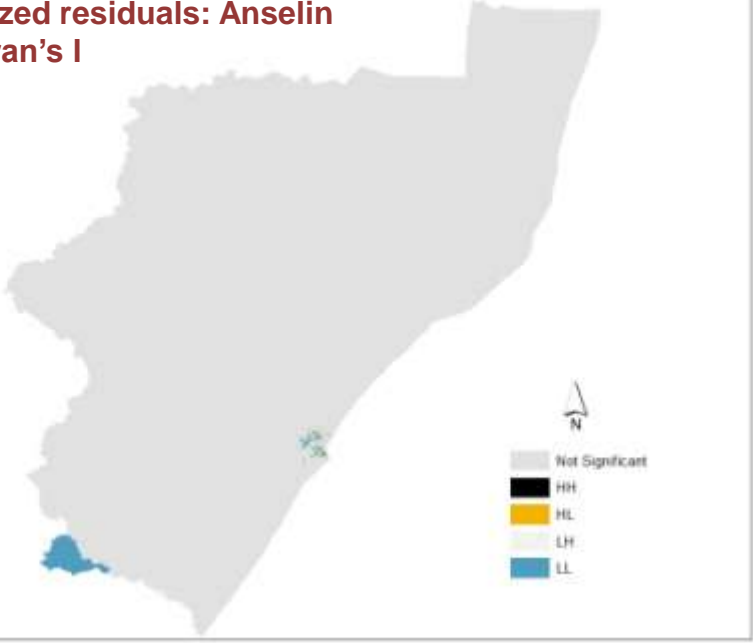 zed residuals: Anselin
an's I
N
Not Significant
HH
HL
LH
LL